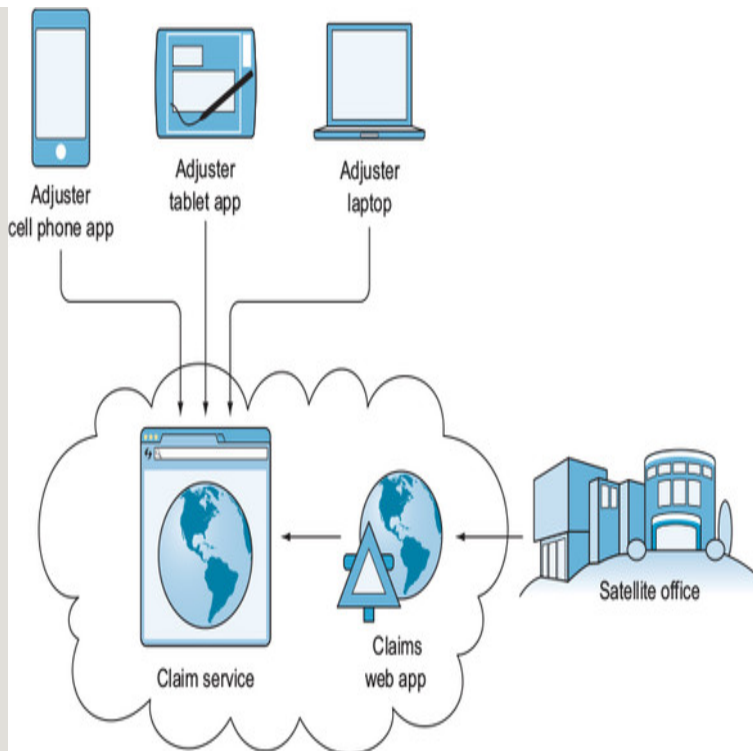 Adjuster
cell phone app
Adjuster
tablet app
Adjuster
laptop
Claim service
Claims
web app
Satellite office